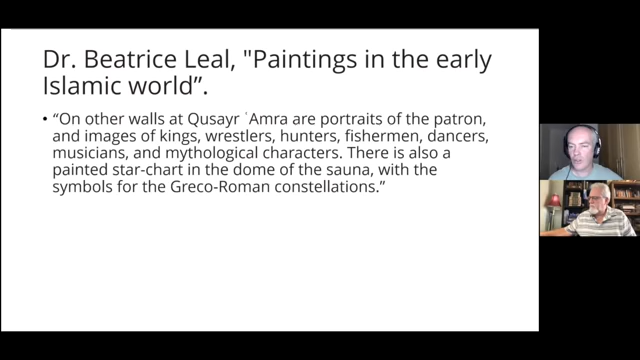 Dr. Beatrice Leal, "Paintings in the early
Islamic world”.
• “On other walls at Qusayr ʿAmra are portraits of the patron,
and images of kings, wrestlers, hunters, fishermen, dancers,
musicians, and mythological characters. There is also a
painted star-chart in the dome of the sauna, with the
symbols for the Greco-Roman constellations.”